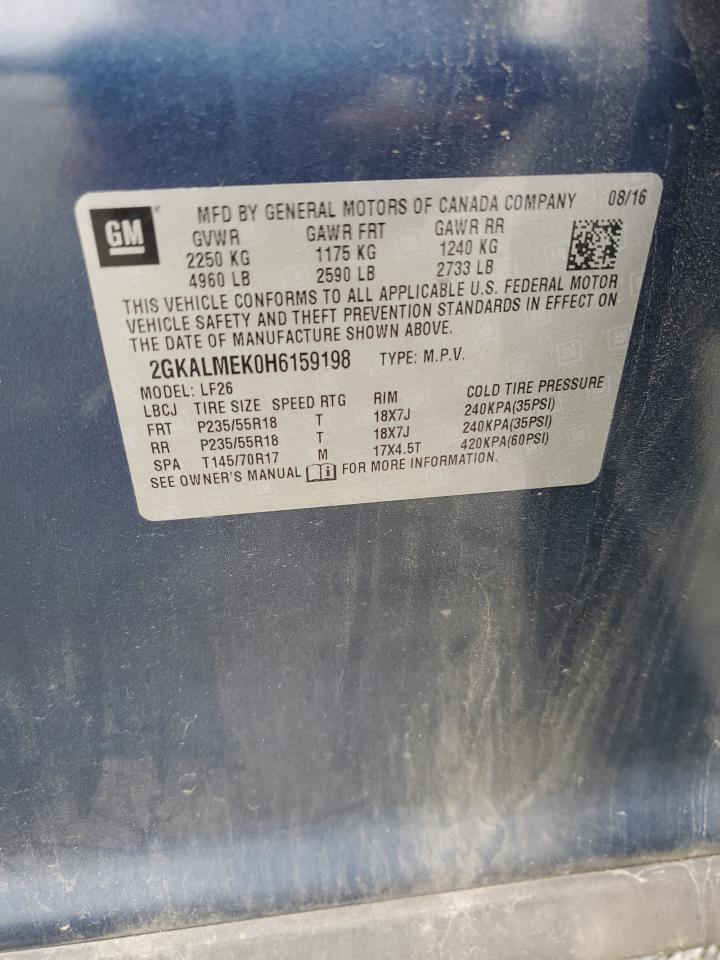 GM MFD BY GENERAL MOTORS OF CANADA COMPANY 08/16
GVWR GAWR FRT GAWR RR
2250 KG 1175 KG 1240 KG
4960 LB 2590 LB 2733 LB
THIS VEHICLE CONFORMS TO ALL APPLICABLE U.S. FEDERAL MOTOR
VEHICLE SAFETY AND THEFT PREVENTION STANDARDS IN EFFECT ON
THE DATE OF MANUFACTURE SHOWN ABOVE.
2GKALMEK0H6159198 TYPE: M.P.V.
MODEL: LF26
LBCJ TIRE SIZE SPEED RTG RIM COLD TIRE PRESSURE
FRT P235/55R18 T 18X7J 240KPA(35PSI)
RR P235/55R18 T 18X7J 240KPA(35PSI)
SPA T145/70R17 M 17X4.5T 420KPA(60PSI)
SEE OWNER'S MANUAL i FOR MORE INFORMATION.